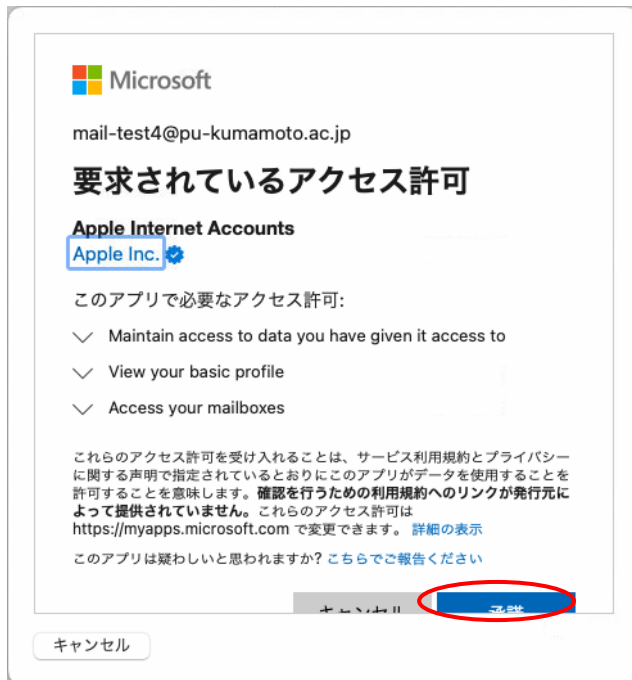 Microsoft
mail-test4@pu-kumamoto.ac.jp
要求されているアクセス許可
Apple Internet Accounts
Apple Inc.
このアプリで必要なアクセス許可:
Maintain access to data you have given it access to
View your basic profile
Access your mailboxes
これらのアクセス許可を受け入れることは、サービス利用規約とプライバシー
に関する声明で指定されているとおりにこのアプリがデータを使用することを
許可することを意味します。確認を行うための利用規約へのリンクが発行元に
よって提供されていません。これらのアクセス許可は
https://myapps.microsoft.com で変更できます。 詳細の表示
このアプリは疑わしいと思われますか? こちらでご報告ください
キャンセル 承諾
キャンセル